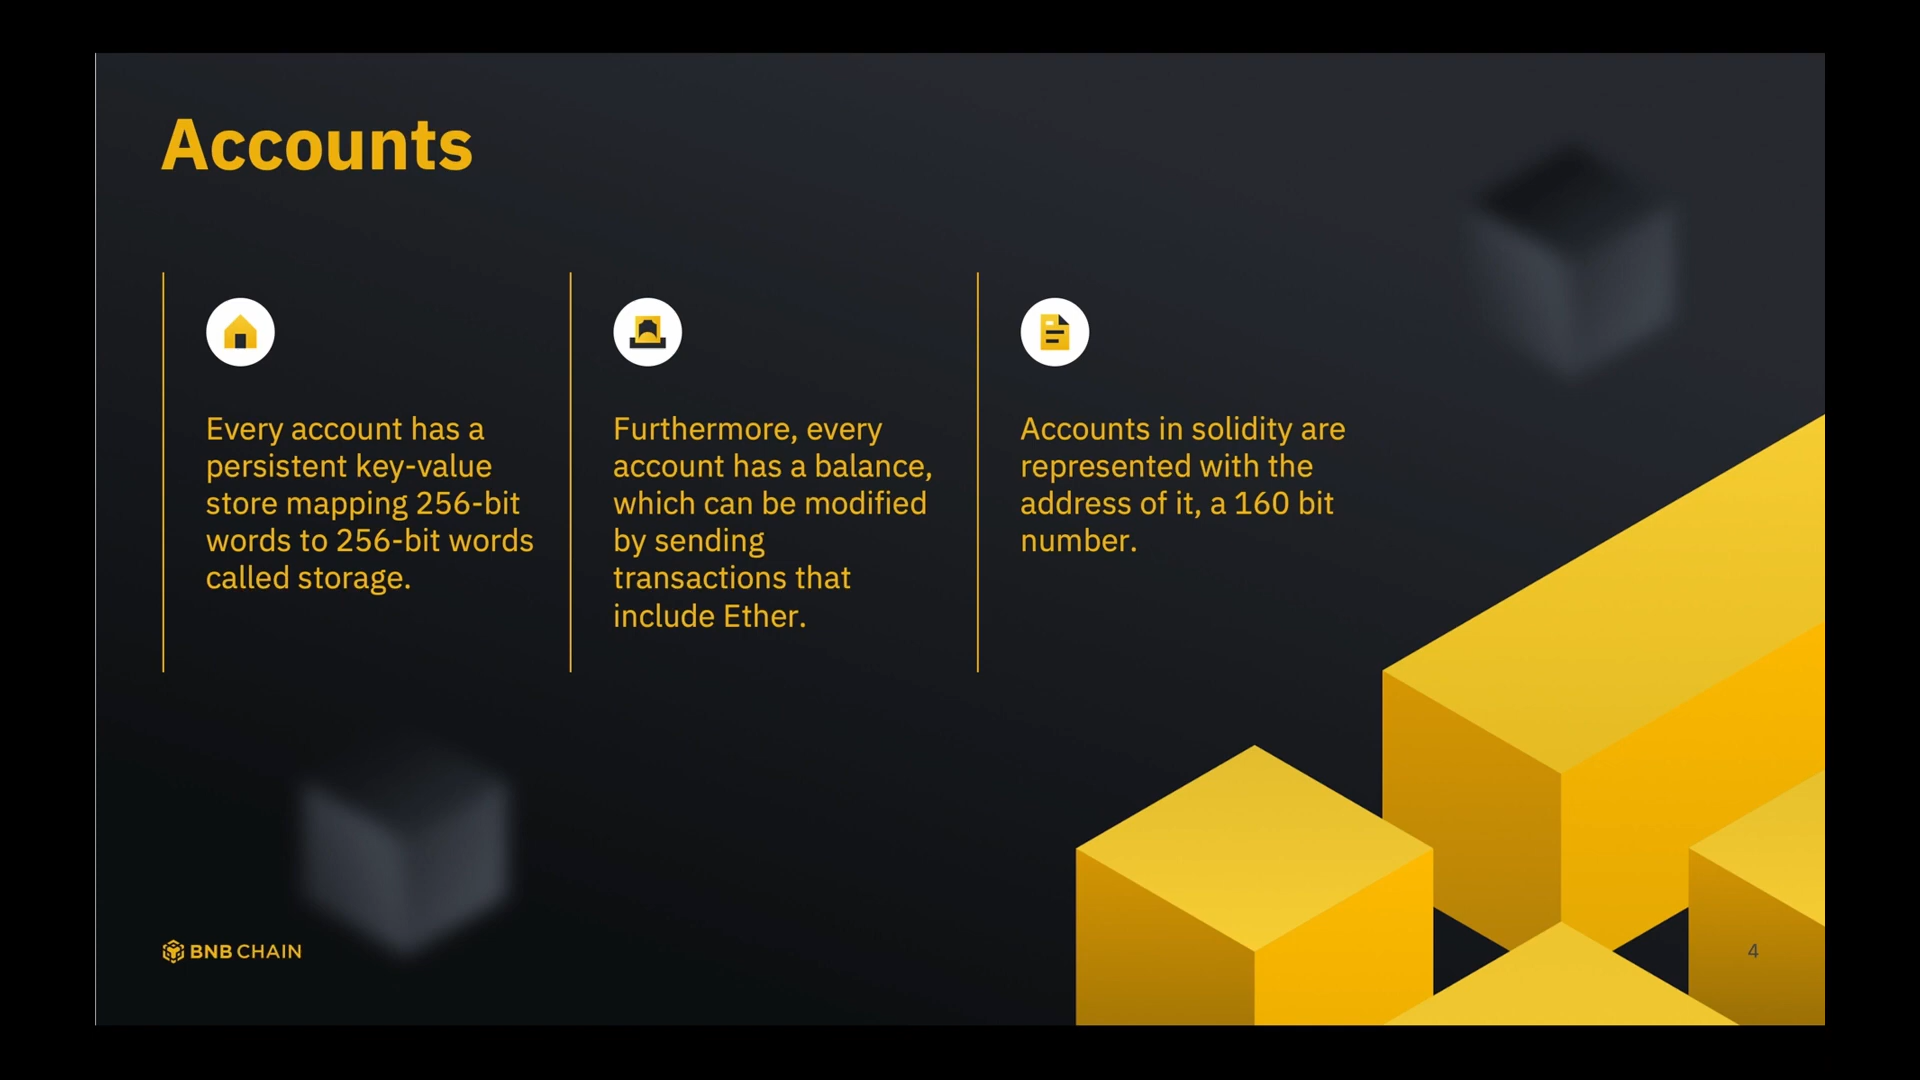 Accounts
Every account has a
persistent key-value
store mapping 256-bit
words to 256-bit words
called storage.
Furthermore, every
account has a balance,
which can be modified
by sending
transactions that
include Ether.
Accounts in solidity are
represented with the
address of it, a 160 bit
number.
BNB CHAIN
4